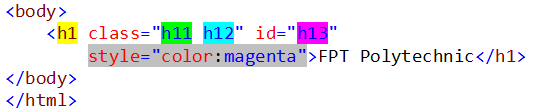 <body>
<h1 class="h11 h12" id="h13"
style="color:magenta">FPT Polytechnic</h1>
</body>
</html>